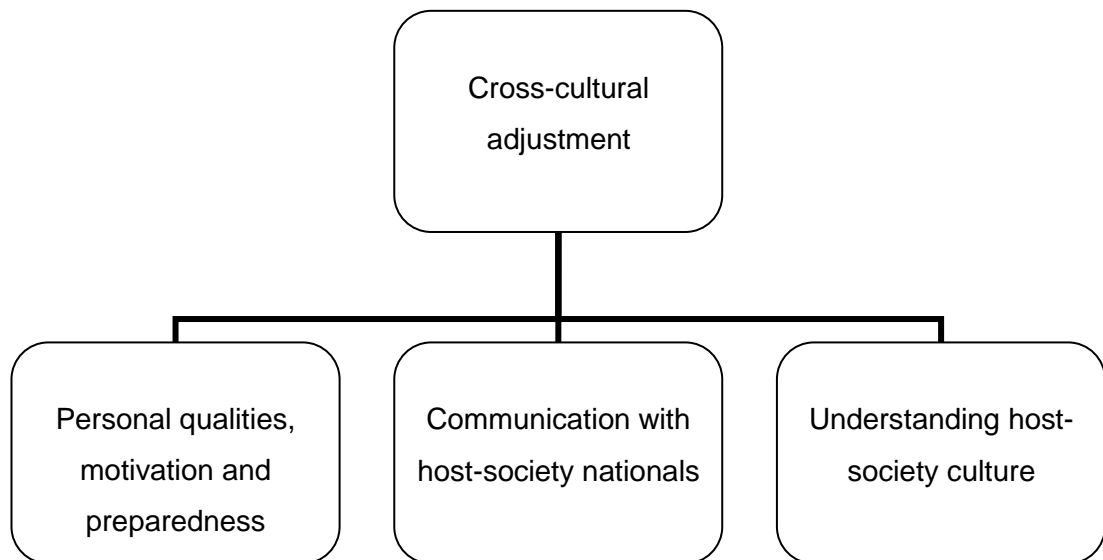 Cross-cultural
adjustment
Personal qualities,
motivation and
preparedness
Communication with
host-society nationals
Understanding host-
society culture